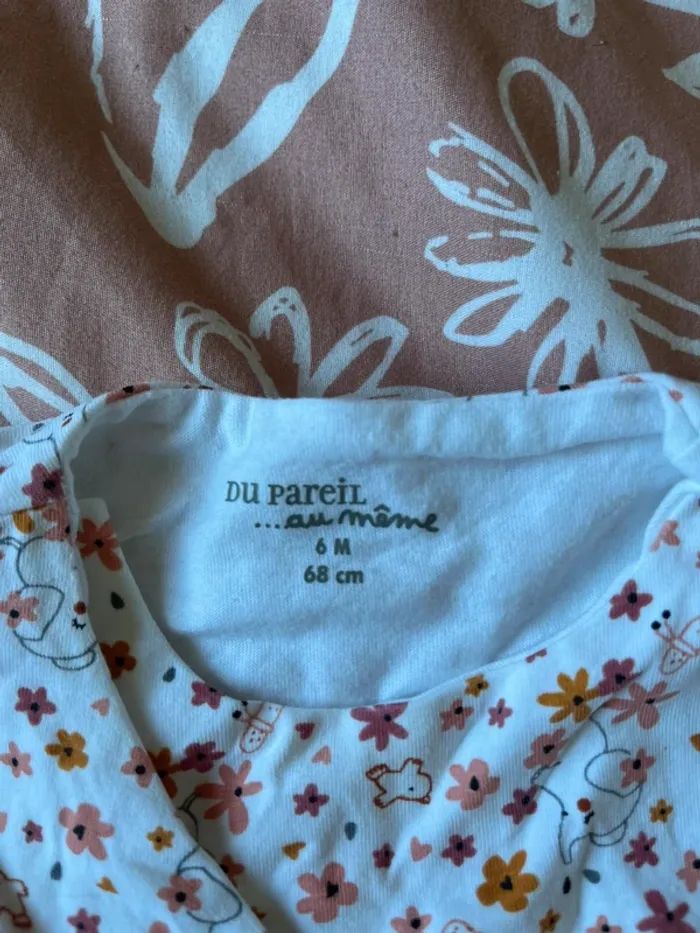 DU PAREIL
...au même
6 M
68 cm